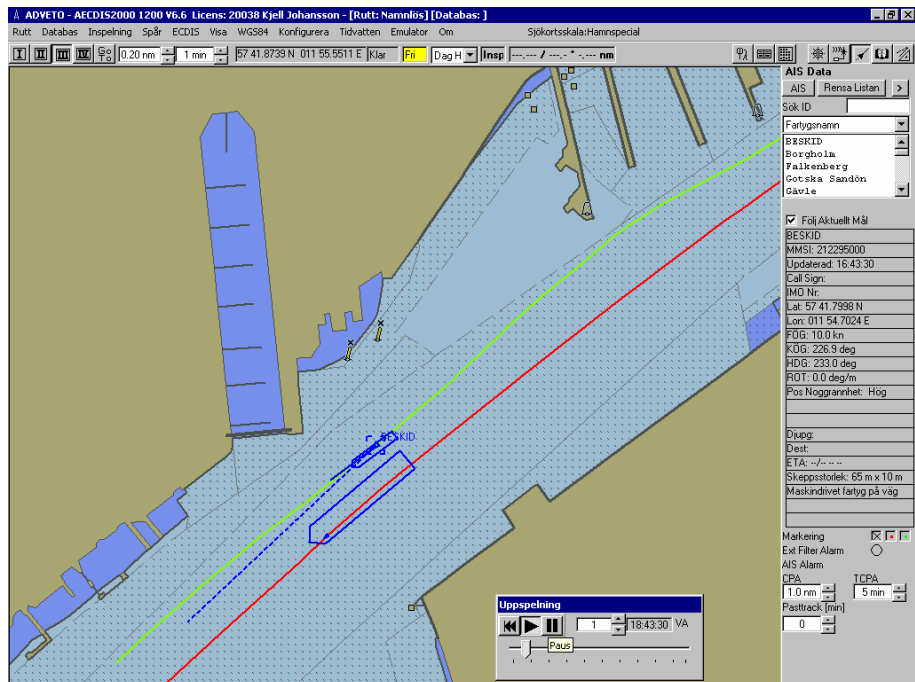 ADVETO - AECDIS2000 1200 V6.6 Licens: 20038 Kjell Johansson - [Rutt: Namnlös] [Databas: ]
Rutt Databas Inspelning Spår ECDIS Visa WGS84 Konfigurera Tidvatten Emulator Om Sjökortsskala:Hamnspecial
I II III IIII Go To 0.20 nm 1 min 57 41.8739 N 011 55.5511 E Klar Fri Dag H Insp ---.--- / ---.- ° -.--- nm
AIS Data
AIS Rensa Listan >
Sök ID
Fartygsnamn
BESKID
Borgholm
Falkenberg
Gotska Sandön
Gävle
Följ Aktuellt Mål
BESKID
MMSI: 212295000
Updaterad: 16:43:30
Call Sign:
IMO Nr:
Lat: 57 41.7998 N
Lon: 011 54.7024 E
FÖG: 10.0 kn
KÖG: 226.9 deg
HDG: 233.0 deg
ROT: 0.0 deg/m
Pos Noggrannhet: Hög
Djupg:
Dest:
ETA: --/-- -- --
Skeppsstorlek: 65 m x 10 m
Maskindrivet fartyg på väg
Markering
Ext Filter Alarm
AIS Alarm
CPA TCPA
1.0 nm 5 min
Pasttrack [min]
0
BESKID
Uppspelning
1 18:43:30 VA
Paus